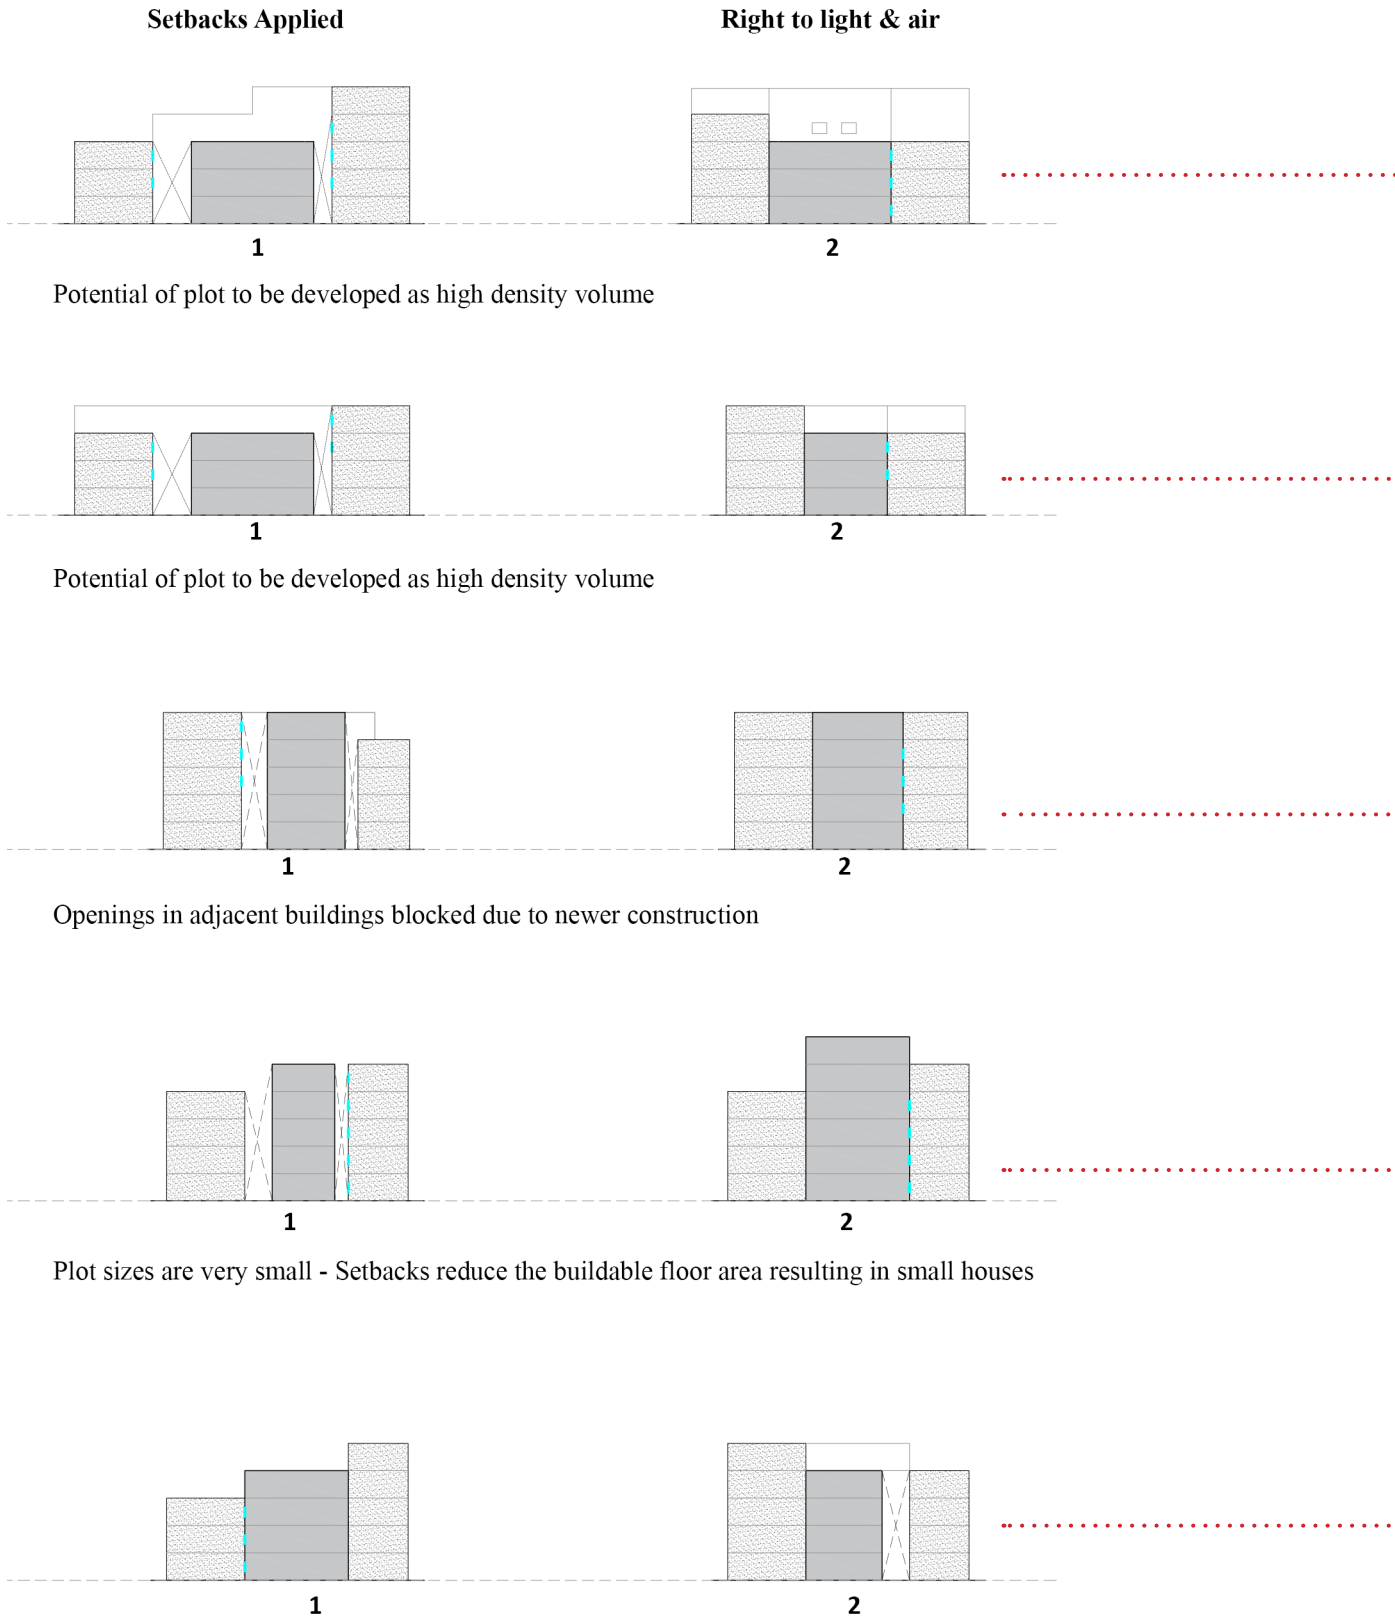 Setbacks Applied
Right to light & air
1
2
Potential of plot to be developed as high density volume
1
2
Potential of plot to be developed as high density volume
1
2
Openings in adjacent buildings blocked due to newer construction
1
2
Plot sizes are very small - Setbacks reduce the buildable floor area resulting in small houses
1
2